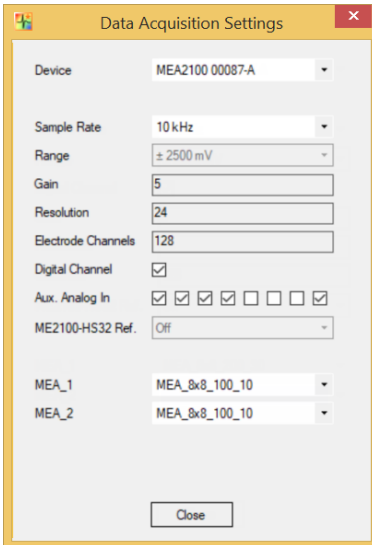 Data Acquisition Settings
Device MEA2100 00087-A
Sample Rate 10 kHz
Range ± 2500 mV
Gain 5
Resolution 24
Electrode Channels 128
Digital Channel
Aux. Analog In
ME2100-HS32 Ref. Off
MEA_1 MEA_8x8_100_10
MEA_2 MEA_8x8_100_10
Close